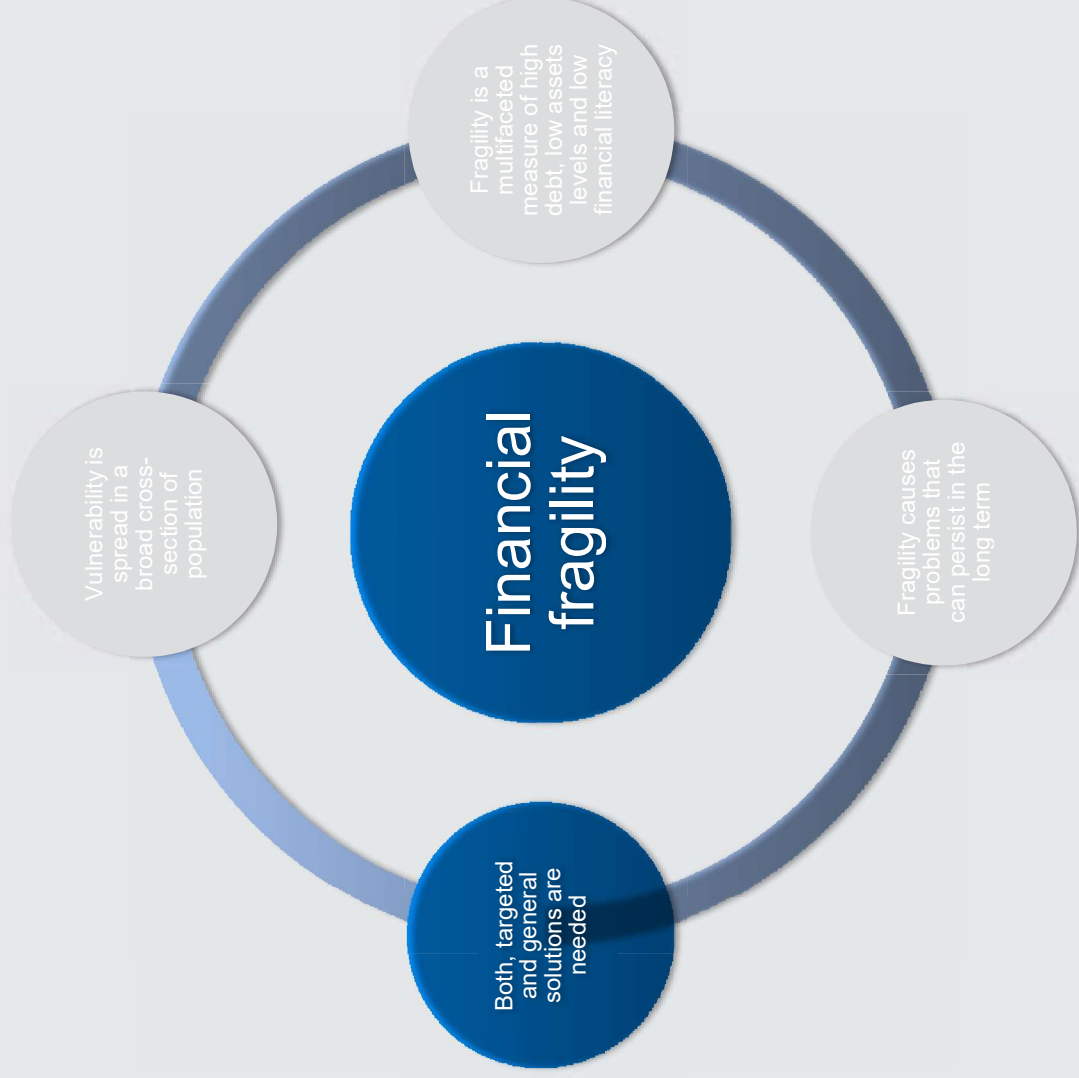 Vulnerability is
spread in a
broad cross-
section of
population
Both, targeted
and general
solutions are
needed
Financial
fragility
Fragility is a
multifaceted
measure of high
debt, low assets
levels and low
financial literacy
Fragility causes
problems that
can persist in the
long term